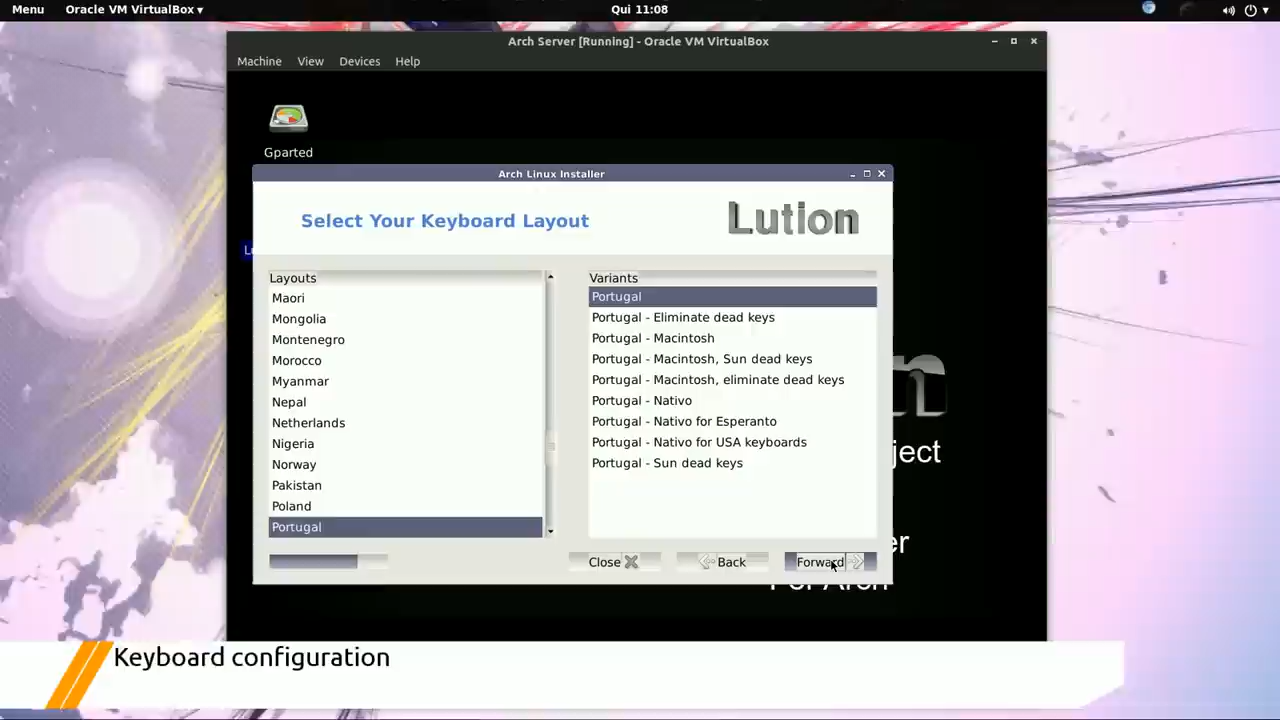 Menu
Oracle VM VirtualBox ▾
Qui 11:08
Arch Server [Running] - Oracle VM VirtualBox
Machine
View
Devices
Help
Gparted
Arch Linux Installer
Select Your Keyboard Layout
Lution
Layouts
Maori
Mongolia
Montenegro
Morocco
Myanmar
Nepal
Netherlands
Nigeria
Norway
Pakistan
Poland
Portugal
Variants
Portugal
Portugal - Eliminate dead keys
Portugal - Macintosh
Portugal - Macintosh, Sun dead keys
Portugal - Macintosh, eliminate dead keys
Portugal - Nativo
Portugal - Nativo for Esperanto
Portugal - Nativo for USA keyboards
Portugal - Sun dead keys
Close
Back
Forward
Keyboard configuration